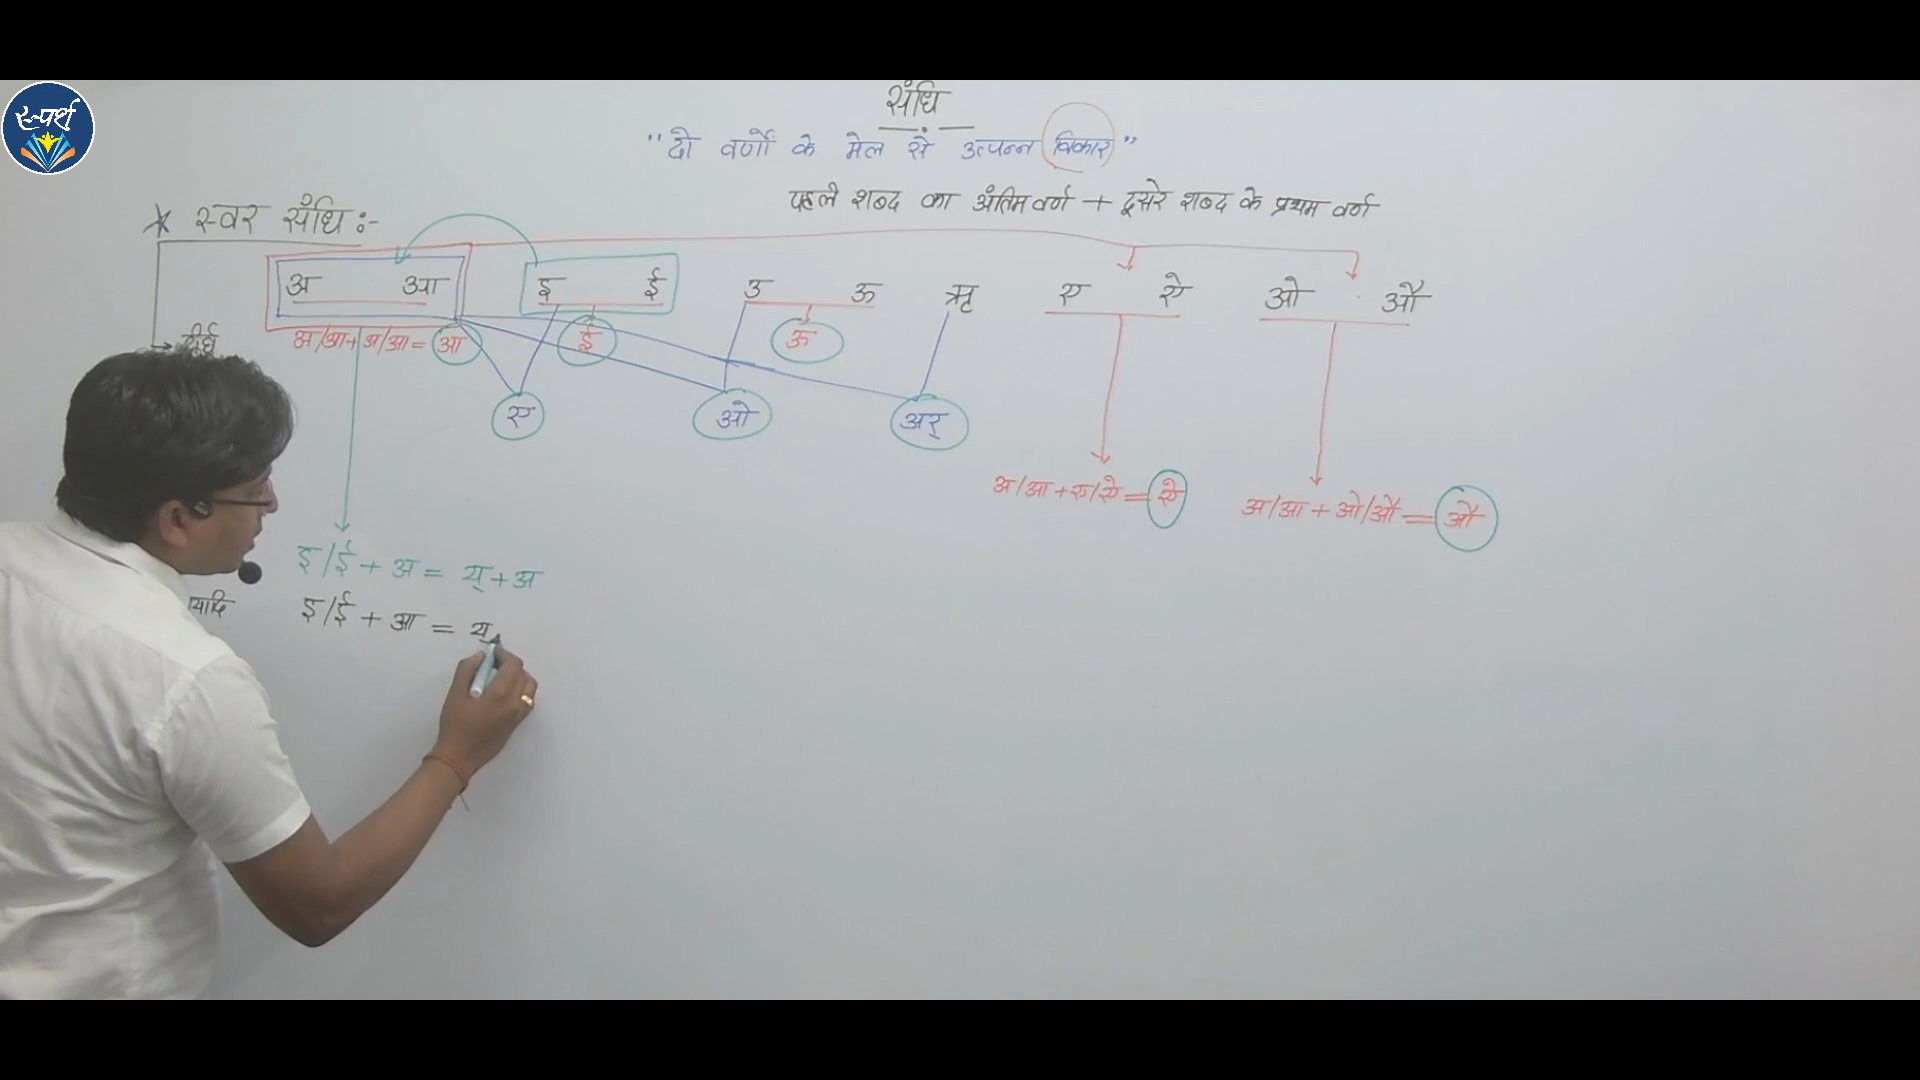 स्पर्श
संधि
"दो वर्णों के मेल से उत्पन्न विकार"
पहले शब्द का अंतिम वर्ण + दूसरे शब्द के प्रथम वर्ण
* स्वर संधि :-
अ आ इ ई उ ऊ ऋ ए ऐ ओ औ
→ दीर्घ अ/आ + अ/आ = आ ई ऊ
ए ओ अर्
अ/आ + ए/ऐ = ऐ अ/आ + ओ/औ = औ
इ/ई + अ = य् + अ
यादि इ/ई + आ = य्